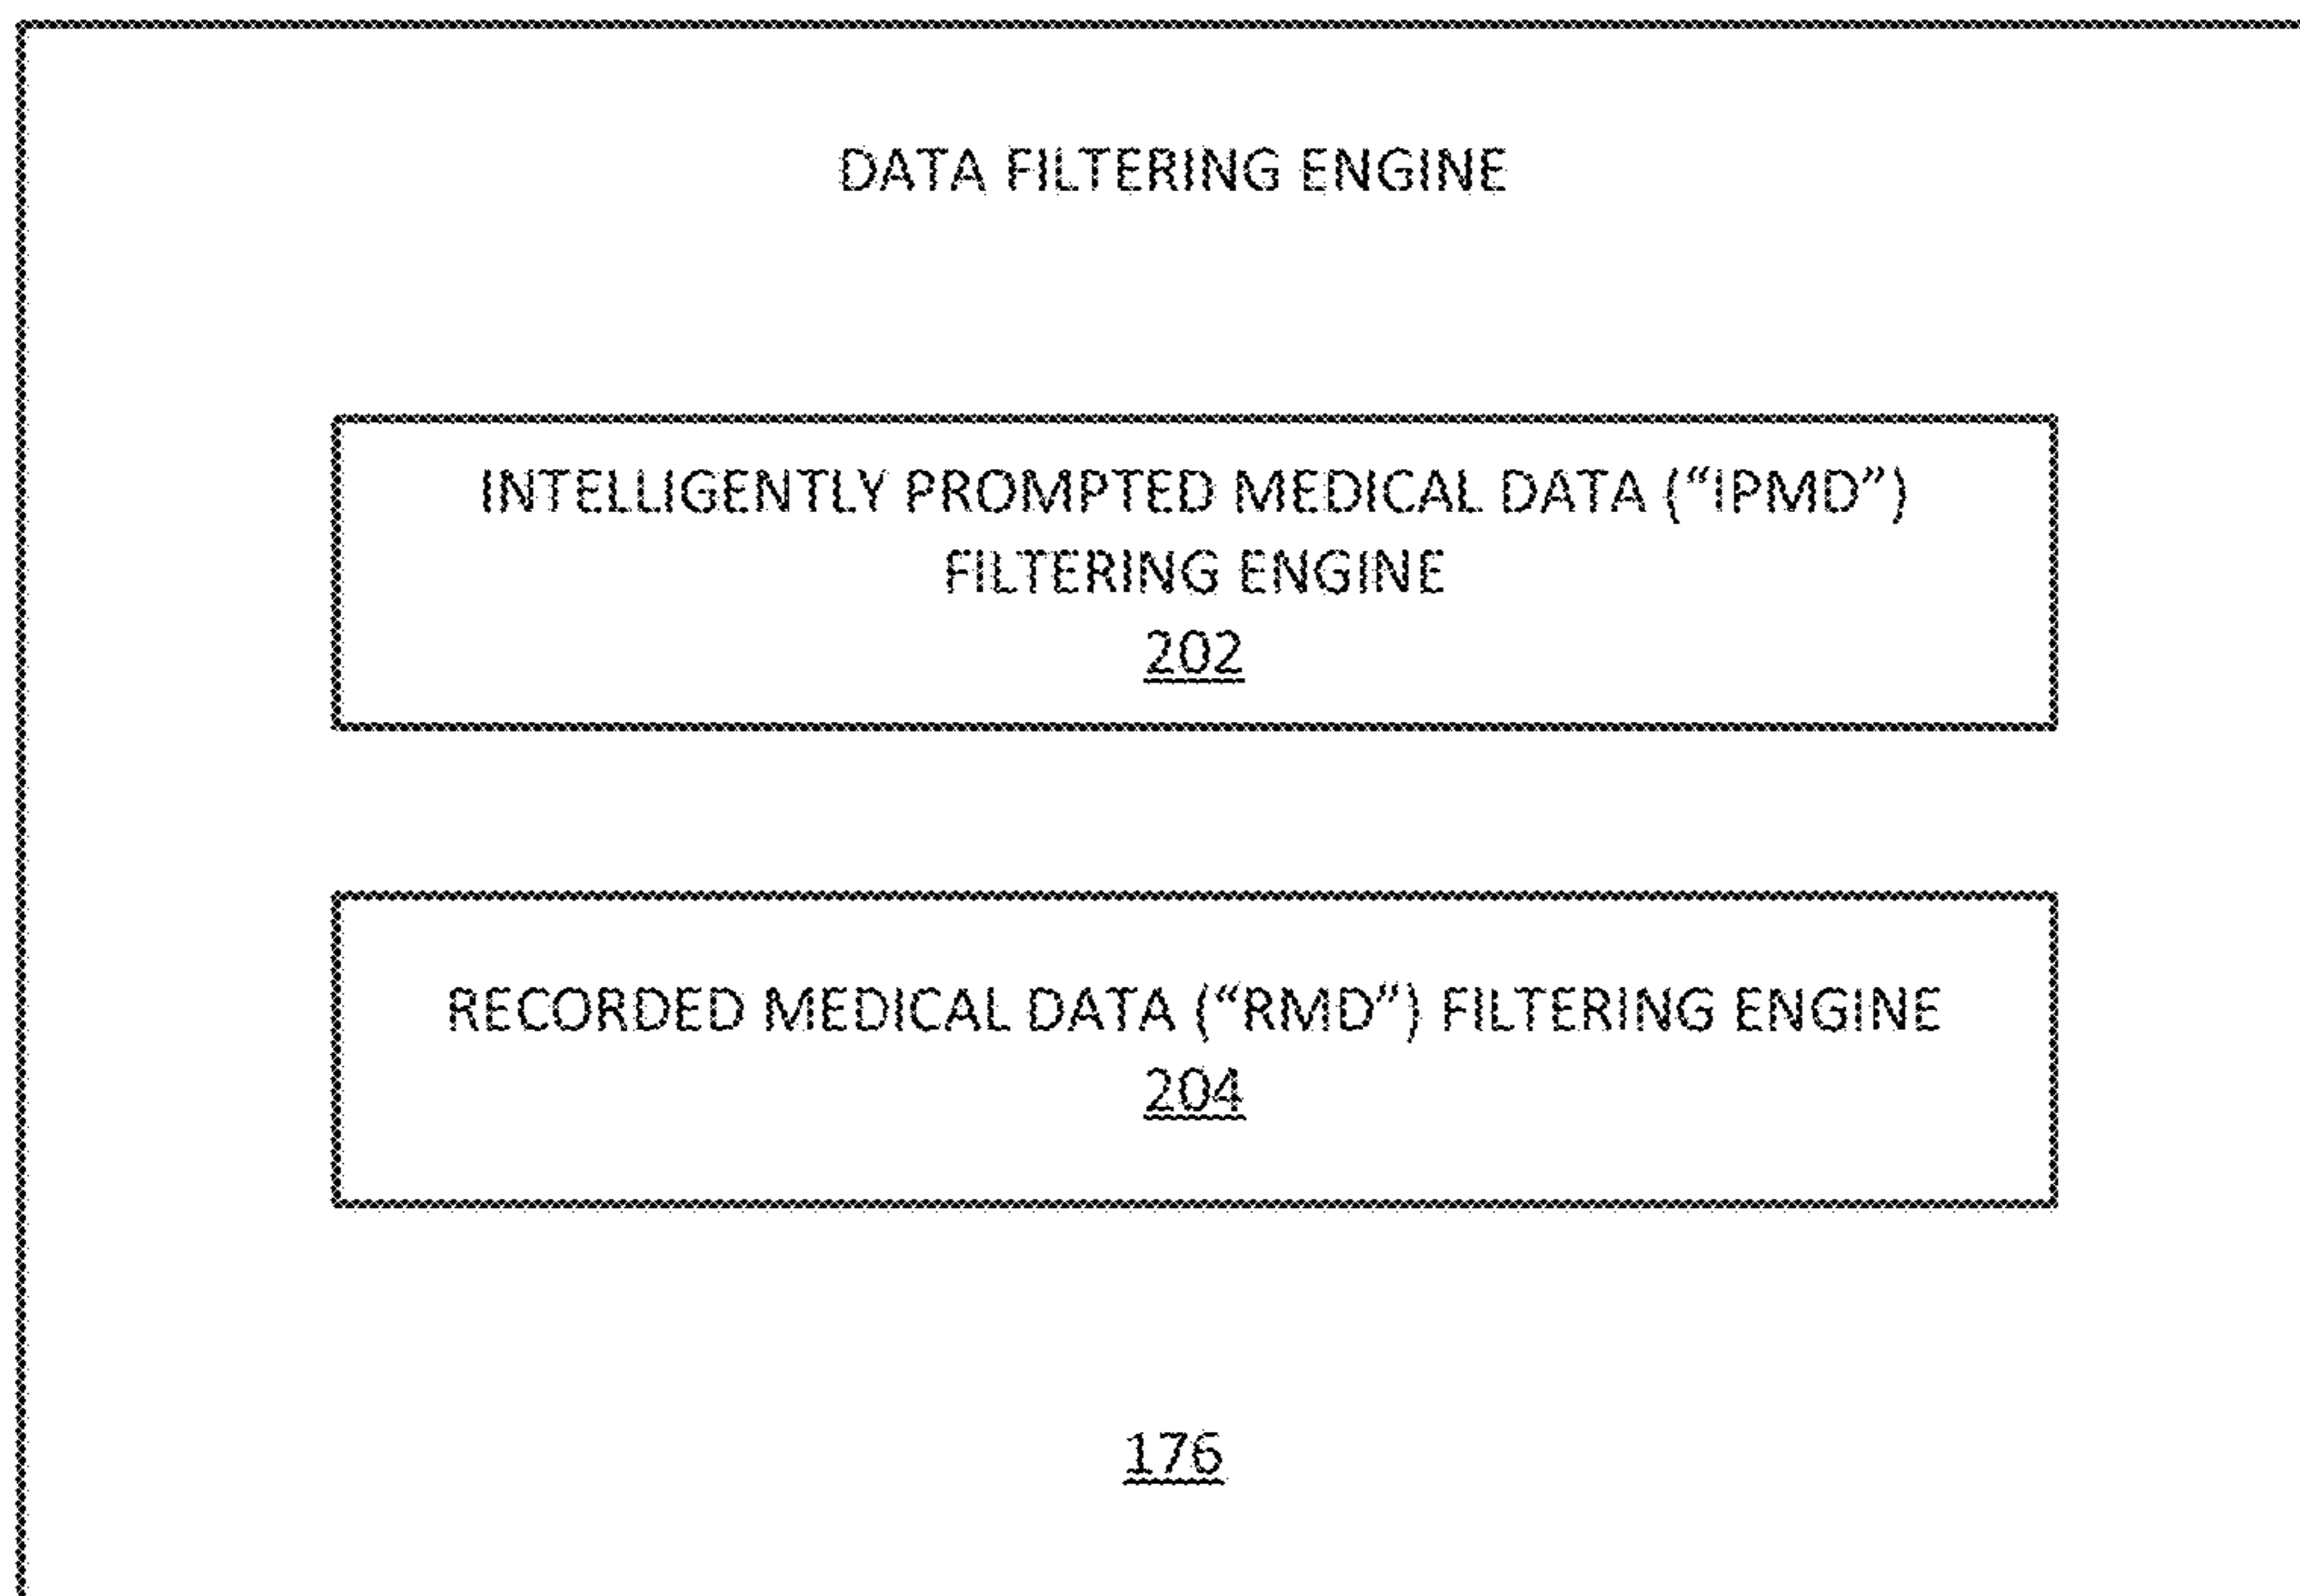 DATA FILTERING ENGINE
INTELLIGENTLY PROMPTED MEDICAL DATA (“IPMD”)
FILTERING ENGINE
202
RECORDED MEDICAL DATA (“RMD“) FILTERING ENGINE
204
176